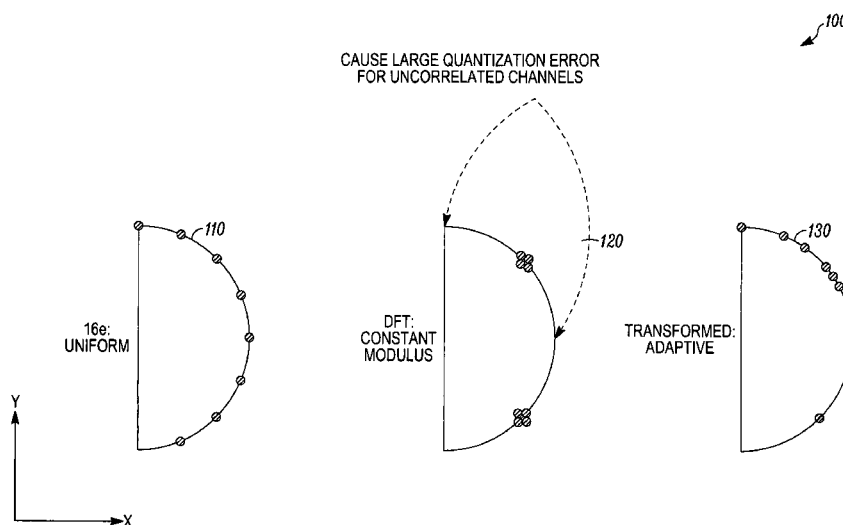 100
CAUSE LARGE QUANTIZATION ERROR
FOR UNCORRELATED CHANNELS
110
120
130
16e:
UNIFORM
DFT:
CONSTANT
MODULUS
TRANSFORMED:
ADAPTIVE
Y
X